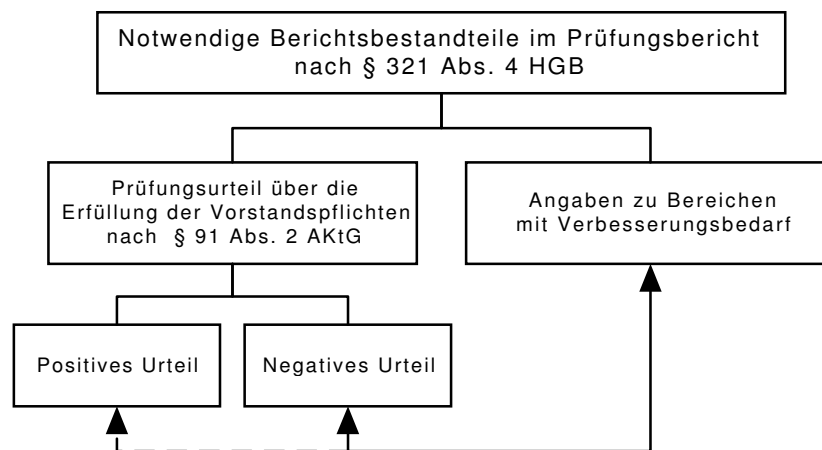 Notwendige Berichtsbestandteile im Prüfungsbericht
nach § 321 Abs. 4 HGB
Prüfungsurteil über die
Erfüllung der Vorstandspflichten
nach § 91 Abs. 2 AKtG
Angaben zu Bereichen
mit Verbesserungsbedarf
Positives Urteil
Negatives Urteil